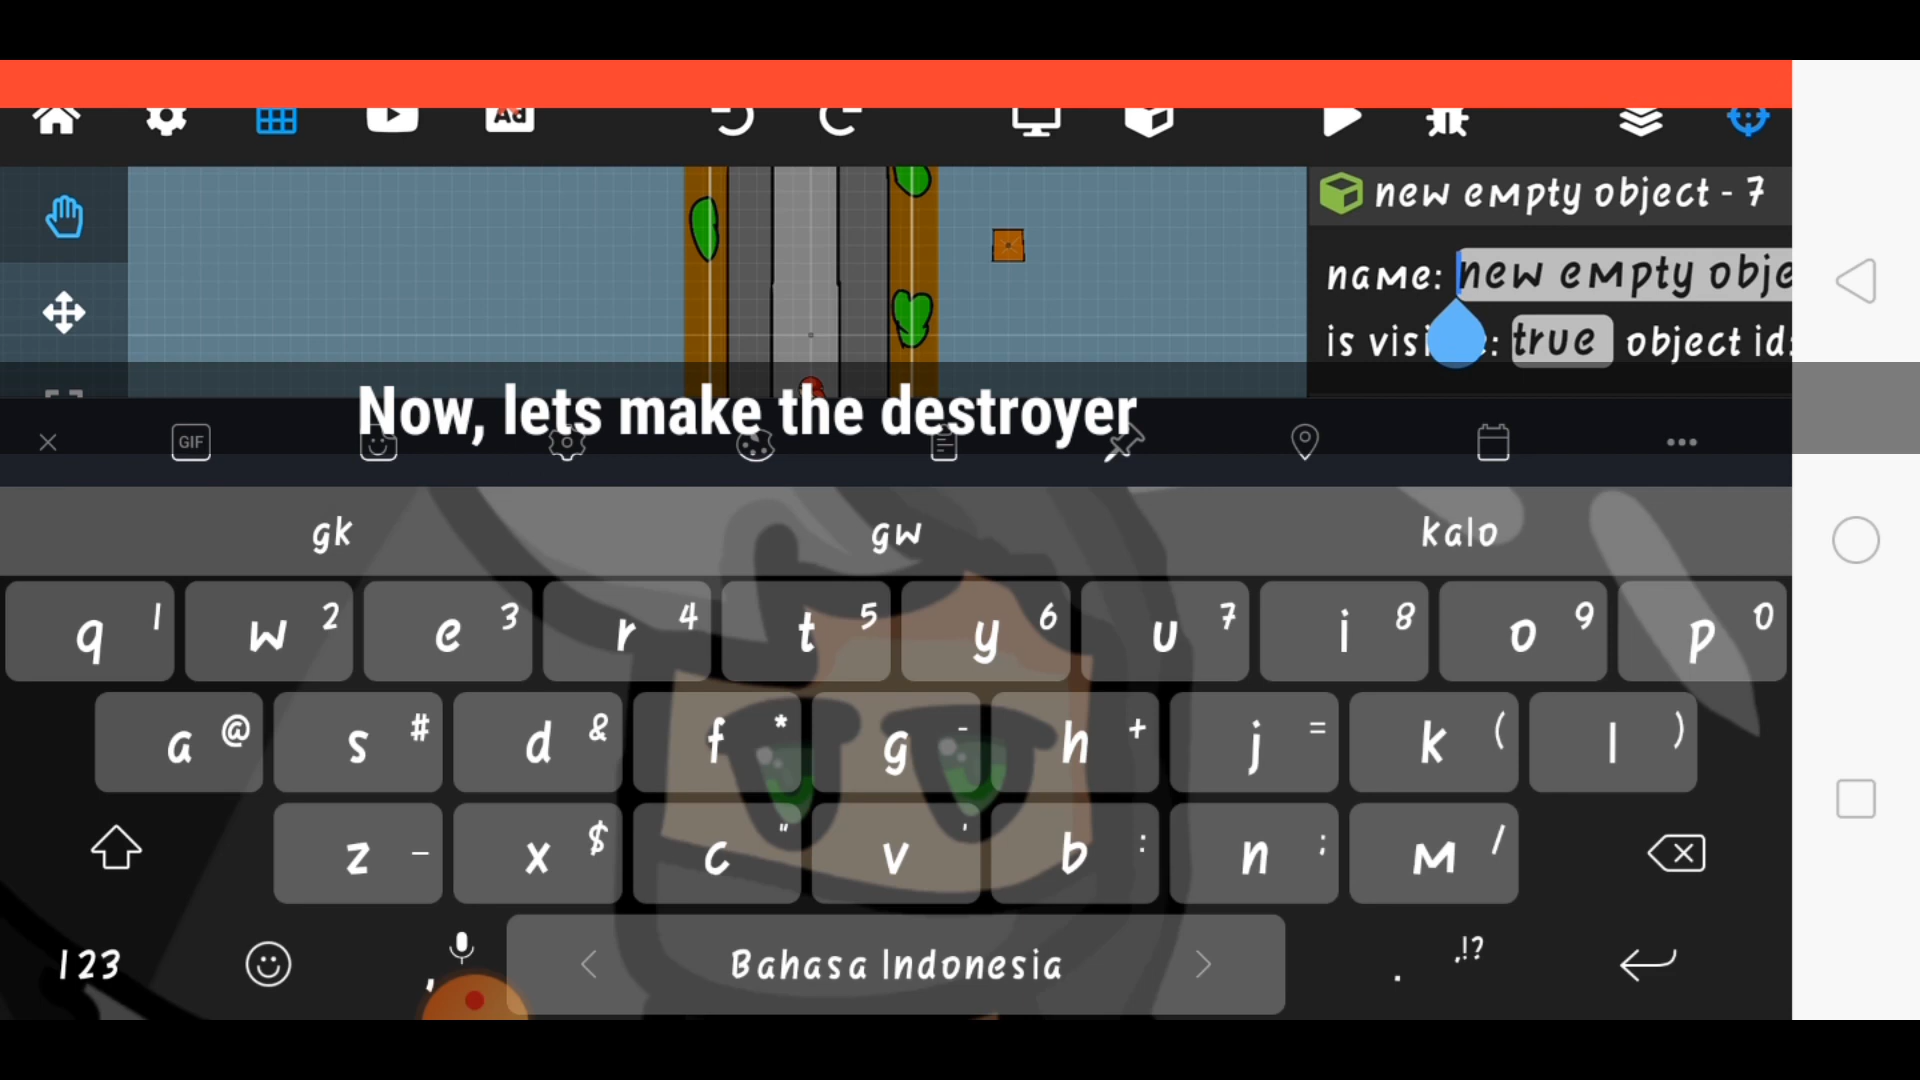 Ad
new empty object - 7
name: new empty obje
is visi : true object id:
Now, lets make the destroyer
GIF
gk gw kalo
q 1 w 2 e 3 r 4 t 5 y 6 u 7 i 8 o 9 p 0
a @ s # d & f * g - h + j = k ( l )
z _ x $ c " v ' b : n ; m /
123 , < Bahasa Indonesia > . ,!?